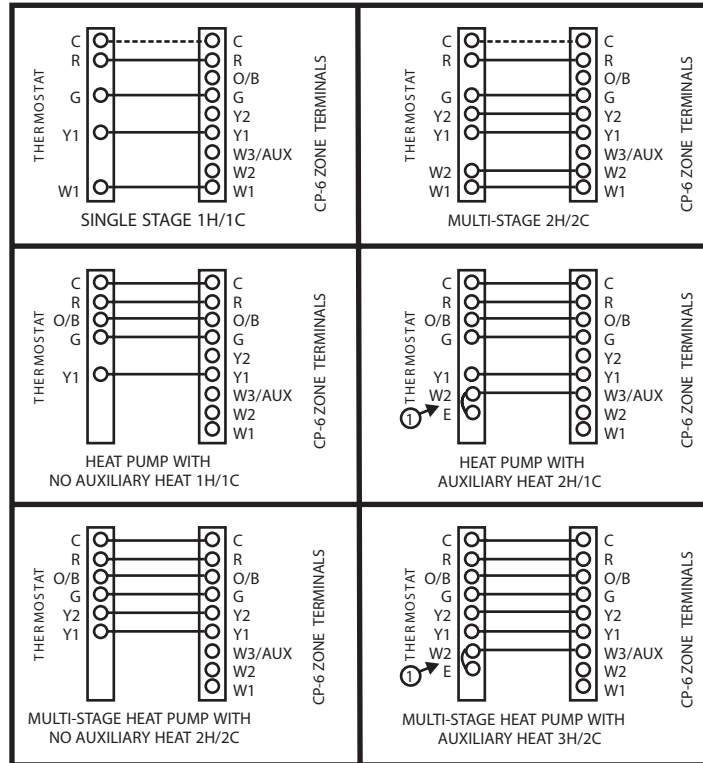 THERMOSTAT
C
R
G
Y1
W1
C
R
O/B
G
Y2
Y1
W3/AUX
W2
W1
CP-6 ZONE TERMINALS
SINGLE STAGE 1H/1C
THERMOSTAT
C
R
G
Y2
Y1
W2
W1
C
R
O/B
G
Y2
Y1
W3/AUX
W2
W1
CP-6 ZONE TERMINALS
MULTI-STAGE 2H/2C
THERMOSTAT
C
R
O/B
G
Y1
C
R
O/B
G
Y2
Y1
W3/AUX
W2
W1
CP-6 ZONE TERMINALS
HEAT PUMP WITH
NO AUXILIARY HEAT 1H/1C
THERMOSTAT
C
R
O/B
G
Y1
W2
E
1
C
R
O/B
G
Y2
Y1
W3/AUX
W2
W1
CP-6 ZONE TERMINALS
HEAT PUMP WITH
AUXILIARY HEAT 2H/1C
THERMOSTAT
C
R
O/B
G
Y2
Y1
C
R
O/B
G
Y2
Y1
W3/AUX
W2
W1
CP-6 ZONE TERMINALS
MULTI-STAGE HEAT PUMP WITH
NO AUXILIARY HEAT 2H/2C
THERMOSTAT
C
R
O/B
G
Y2
Y1
W2
E
1
C
R
O/B
G
Y2
Y1
W3/AUX
W2
W1
CP-6 ZONE TERMINALS
MULTI-STAGE HEAT PUMP WITH
AUXILIARY HEAT 3H/2C